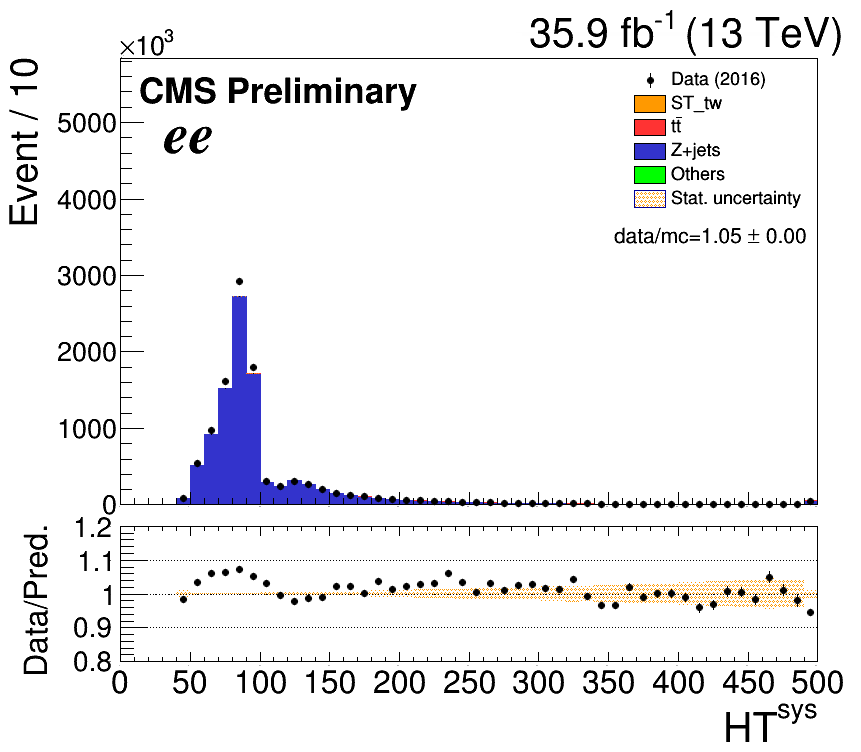 35.9 fb⁻¹ (13 TeV)
×10³
CMS Preliminary
ee
Data (2016)
ST_tw
tt̄
Z+jets
Others
Stat. uncertainty
data/mc=1.05 ± 0.00
Event / 10
5000
4000
3000
2000
1000
0
Data/Pred.
1.2
1.1
1
0.9
0.8
0 50 100 150 200 250 300 350 400 450 500
HTˢʸˢ